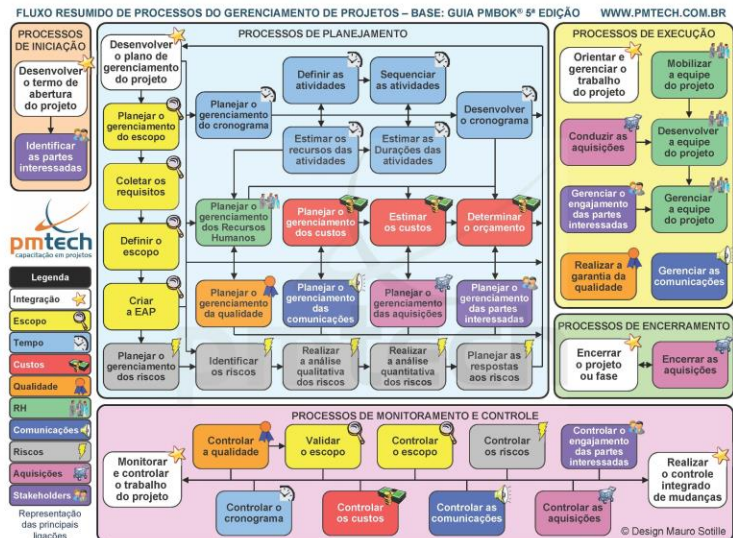 FLUXO RESUMIDO DE PROCESSOS DO GERENCIAMENTO DE PROJETOS – BASE: GUIA PMBOK® 5ª EDIÇÃO WWW.PMTECH.COM.BR
PROCESSOS
DE INICIAÇÃO
Desenvolver
o termo de
abertura
do projeto
Identificar
as partes
interessadas
pmtech
capacitação em projetos
Legenda
Integração
Escopo
Tempo
Custos
Qualidade
RH
Comunicações
Riscos
Aquisições
Stakeholders
Representação
das principais
ligações
PROCESSOS DE PLANEJAMENTO
Desenvolver
o plano de
gerenciamento
do projeto
Planejar o
gerenciamento
do escopo
Coletar os
requisitos
Definir o
escopo
Criar
a EAP
Planejar o
gerenciamento
dos riscos
Definir as
atividades
Sequenciar
as atividades
Planejar o
gerenciamento
do cronograma
Desenvolver
o cronograma
Estimar os
recursos das
atividades
Estimar as
Durações das
atividades
Planejar o
gerenciamento
dos Recursos
Humanos
Planejar o
gerenciamento
dos custos
Estimar
os custos
Determinar
o orçamento
Planejar o
gerenciamento
da qualidade
Planejar o
gerenciamento
das
comunicações
Planejar o
gerenciamento
das aquisições
Planejar o
gerenciamento
das partes
interessadas
Identificar
os riscos
Realizar
a análise
qualitativa
dos riscos
Realizar
a análise
quantitativa
dos riscos
Planejar as
respostas
aos riscos
PROCESSOS DE EXECUÇÃO
Orientar e
gerenciar o
trabalho
do projeto
Mobilizar
a equipe
do projeto
Conduzir as
aquisições
Desenvolver
a equipe
do projeto
Gerenciar o
engajamento
das partes
interessadas
Gerenciar
a equipe
do projeto
Realizar a
garantia da
qualidade
Gerenciar as
comunicações
PROCESSOS DE ENCERRAMENTO
Encerrar
o projeto
ou fase
Encerrar as
aquisições
PROCESSOS DE MONITORAMENTO E CONTROLE
Monitorar
e controlar
o trabalho
do projeto
Controlar
a qualidade
Validar
o escopo
Controlar
o escopo
Controlar
os riscos
Controlar o
engajamento
das partes
interessadas
Realizar
o controle
integrado
de mudanças
Controlar o
cronograma
Controlar
os custos
Controlar as
comunicações
Controlar as
aquisições
© Design Mauro Sotille
pmtech